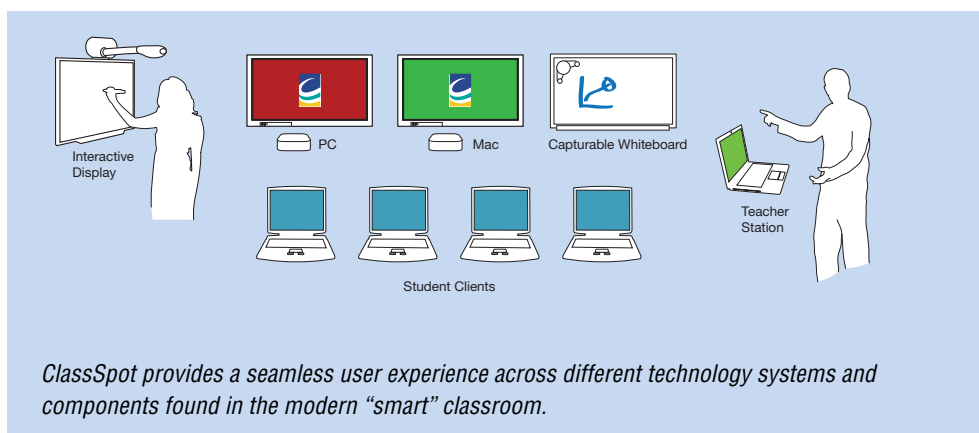 Interactive
Display
PC
Mac
Capturable Whiteboard
Teacher
Station
Student Clients
ClassSpot provides a seamless user experience across different technology systems and
components found in the modern “smart” classroom.